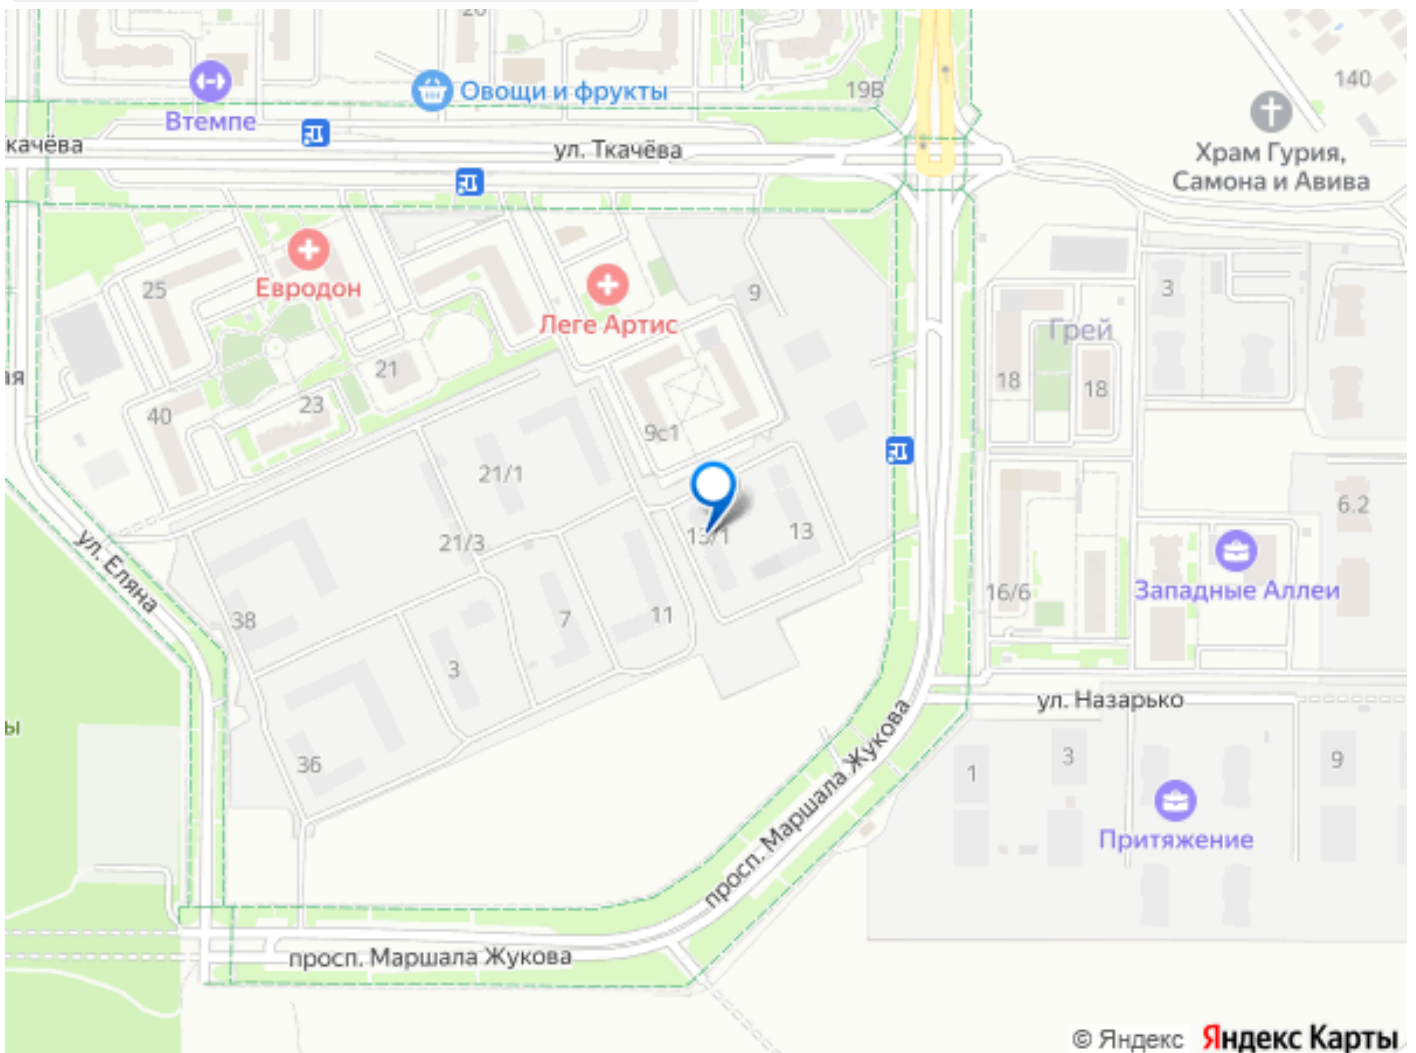 19В
140
Втемпе
Овощи и фрукты
ул. Ткачёва
Храм Гурия,
Самона и Авива
25
Евродон
Леге Артис
9
3
Грей
21
18
18
40
23
9с1
21/1
6.2
21/3
13/1
13
ул. Еляна
Западные Аллеи
16/6
38
7
11
3
ул. Назарько
36
просп. Маршала Жукова
1
3
9
Притяжение
просп. Маршала Жукова
© Яндекс Яндекс Карты